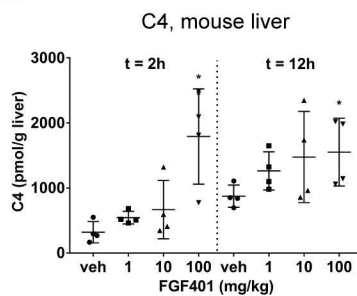 C4, mouse liver
t = 2h
t = 12h
*
*
C4 (pmol/g liver)
3000
2000
1000
0
veh 1 10 100 veh 1 10 100
FGF401 (mg/kg)